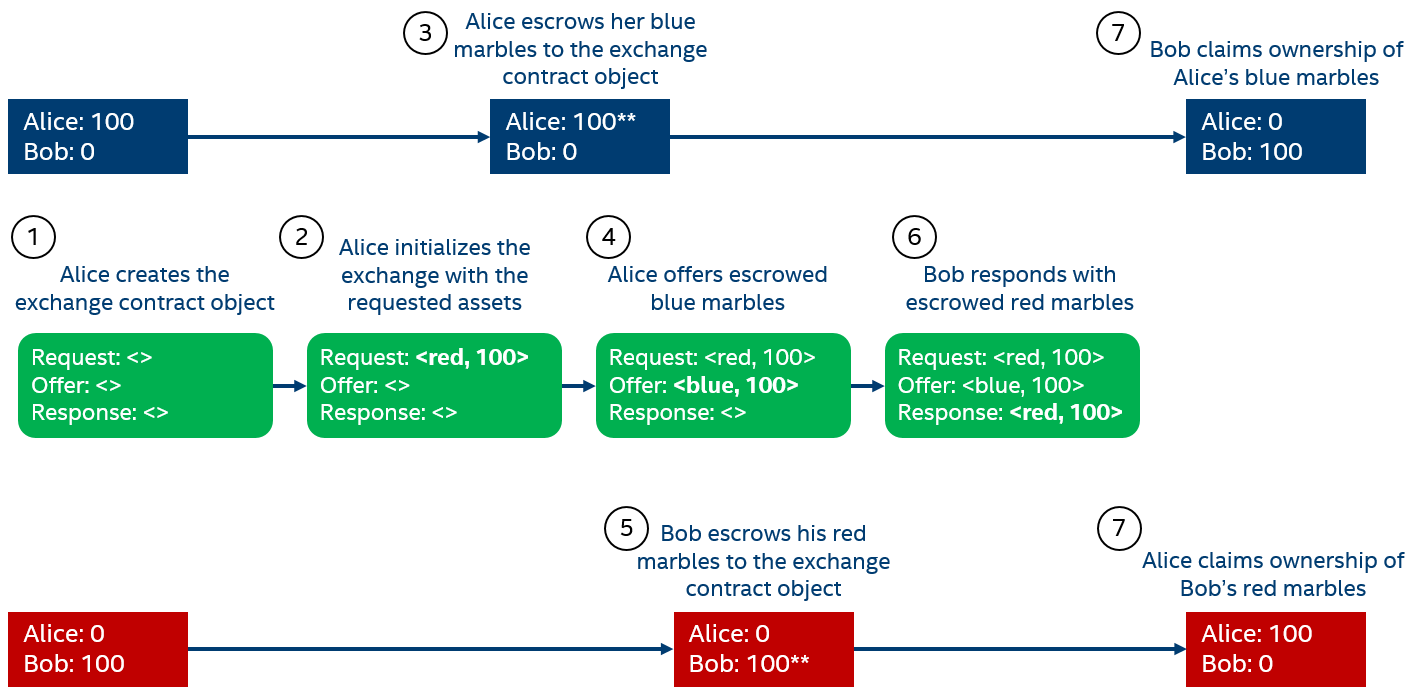 3
Alice escrows her blue
marbles to the exchange
contract object
7
Bob claims ownership of
Alice’s blue marbles
Alice: 100
Bob: 0
Alice: 100**
Bob: 0
Alice: 0
Bob: 100
1
Alice creates the
exchange contract object
2
Alice initializes the
exchange with the
requested assets
4
Alice offers escrowed
blue marbles
6
Bob responds with
escrowed red marbles
Request: <>
Offer: <>
Response: <>
Request: <red, 100>
Offer: <>
Response: <>
Request: <red, 100>
Offer: <blue, 100>
Response: <>
Request: <red, 100>
Offer: <blue, 100>
Response: <red, 100>
5
Bob escrows his red
marbles to the exchange
contract object
7
Alice claims ownership of
Bob’s red marbles
Alice: 0
Bob: 100
Alice: 0
Bob: 100**
Alice: 100
Bob: 0